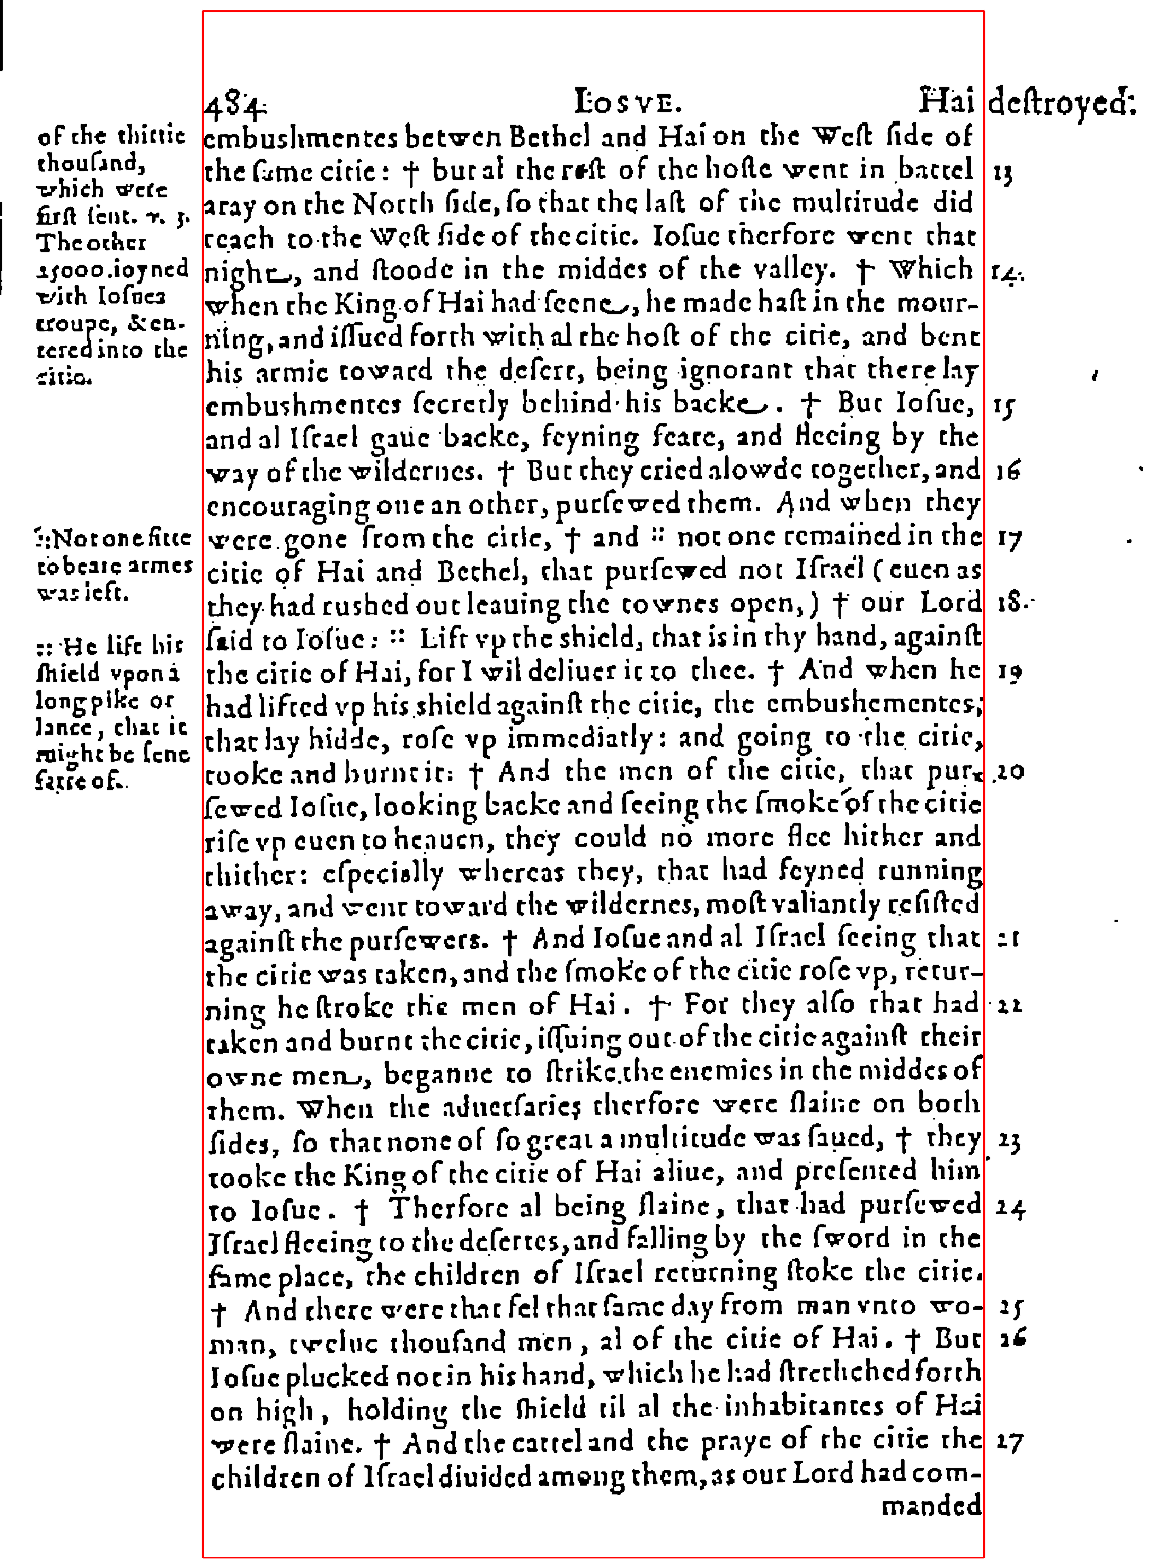 484 Iosve. Hai deſtroyed.
of the thirtie
thouſand,
which were
firſt ſent. v. 3.
The other
25000. ioyned
with Ioſues
troupe, & en-
tered into the
citie.
embuſhmentes betwen Bethel and Hai on the Weſt ſide of
the ſame citie: † but al the reſt of the hoſte went in battel 13
aray on the North ſide, ſo that the laſt of the multitude did
reach to the Weſt ſide of the citie. Ioſue therfore went that
night, and ſtoode in the middes of the valley. † Which 14.
when the King of Hai had ſeene, he made haſt in the mour-
ning, and iſſued forth with al the hoſt of the citie, and bent
his armie toward the deſert, being ignorant that there lay
embushmentes ſecretly behind his backe. † But Ioſue, 15
and al Iſrael gaue backe, feyning feare, and fleeing by the
way of the wildernes. † But they cried alowde together, and 16
encouraging one an other, purſewed them. And when they
:: Not one fitte
to beare armes
was left.
were gone from the citie, † and :: not one remained in the 17
citie of Hai and Bethel, that purſewed not Iſrael (euen as
they had rushed out leauing the townes open,) † our Lord 18.
:: He lift his
ſhield vpon a
long pike or
lance, that it
might be ſene
farre of.
ſaid to Ioſue: :: Lift vp the shield, that is in thy hand, againſt
the citie of Hai, for I wil deliuer it to thee. † And when he 19
had lifted vp his shield againſt the citie, the embushementes,
that lay hidde, roſe vp immediatly: and going to the citie,
tooke and burnt it: † And the men of the citie, that pur- 20
ſewed Ioſue, looking backe and ſeeing the ſmoke of the citie
riſe vp euen to heauen, they could no more flee hither and
thither: eſpecially whereas they, that had feyned running
away, and went toward the wildernes, moſt valiantly reſiſted
againſt the purſewers. † And Ioſue and al Iſrael ſeeing that 21
the citie was taken, and the ſmoke of the citie roſe vp, retur-
ning he ſtroke the men of Hai. † For they alſo that had 22
taken and burnt the citie, iſſuing out of the citie againſt their
owne men, beganne to ſtrike the enemies in the middes of
them. When the aduerſaries therfore were ſlaine on both
ſides, ſo that none of ſo great a multitude was ſaued, † they 23
tooke the King of the citie of Hai aliue, and preſented him
to Ioſue. † Therfore al being ſlaine, that had purſewed 24
Iſrael fleeing to the deſertes, and falling by the ſword in the
ſame place, the children of Iſrael returning ſtoke the citie.
† And there were that fel that ſame day from man vnto wo- 25
man, twelue thouſand men, al of the citie of Hai. † But 26
Ioſue plucked not in his hand, which he had ſtretched forth
on high, holding the ſhield til al the inhabitantes of Hai
were ſlaine. † And the cattel and the praye of the citie the 27
children of Iſrael diuided among them, as our Lord had com-
manded